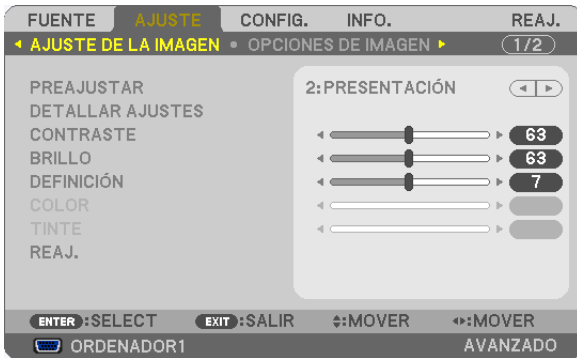 FUENTE AJUSTE CONFIG. INFO. REAJ.
AJUSTE DE LA IMAGEN OPCIONES DE IMAGEN 1/2
PREAJUSTAR 2:PRESENTACIÓN
DETALLAR AJUSTES
CONTRASTE 63
BRILLO 63
DEFINICIÓN 7
COLOR
TINTE
REAJ.
ENTER :SELECT EXIT :SALIR :MOVER :MOVER
ORDENADOR1 AVANZADO